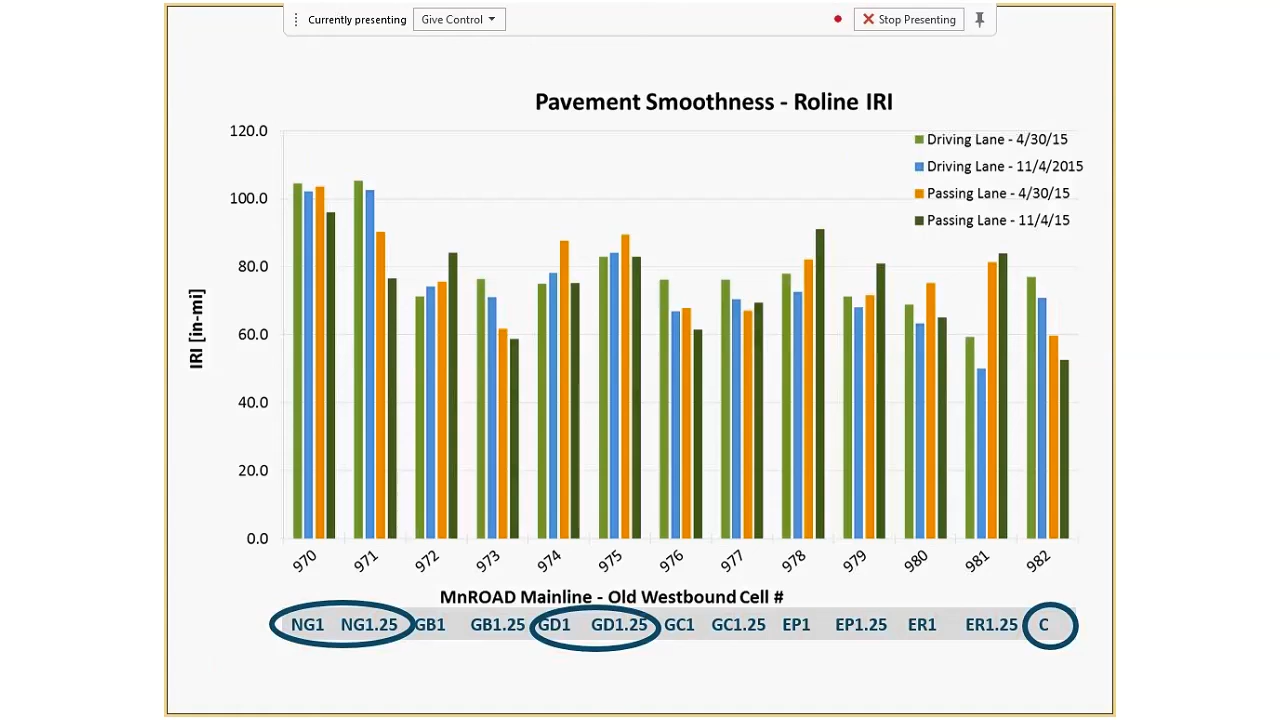 Currently presenting Give Control Stop Presenting
Pavement Smoothness - Roline IRI
120.0
100.0
80.0
60.0
40.0
20.0
0.0
IRI [in-mi]
Driving Lane - 4/30/15
Driving Lane - 11/4/2015
Passing Lane - 4/30/15
Passing Lane - 11/4/15
970 971 972 973 974 975 976 977 978 979 980 981 982
MnROAD Mainline - Old Westbound Cell #
NG1 NG1.25 GB1 GB1.25 GD1 GD1.25 GC1 GC1.25 EP1 EP1.25 ER1 ER1.25 C